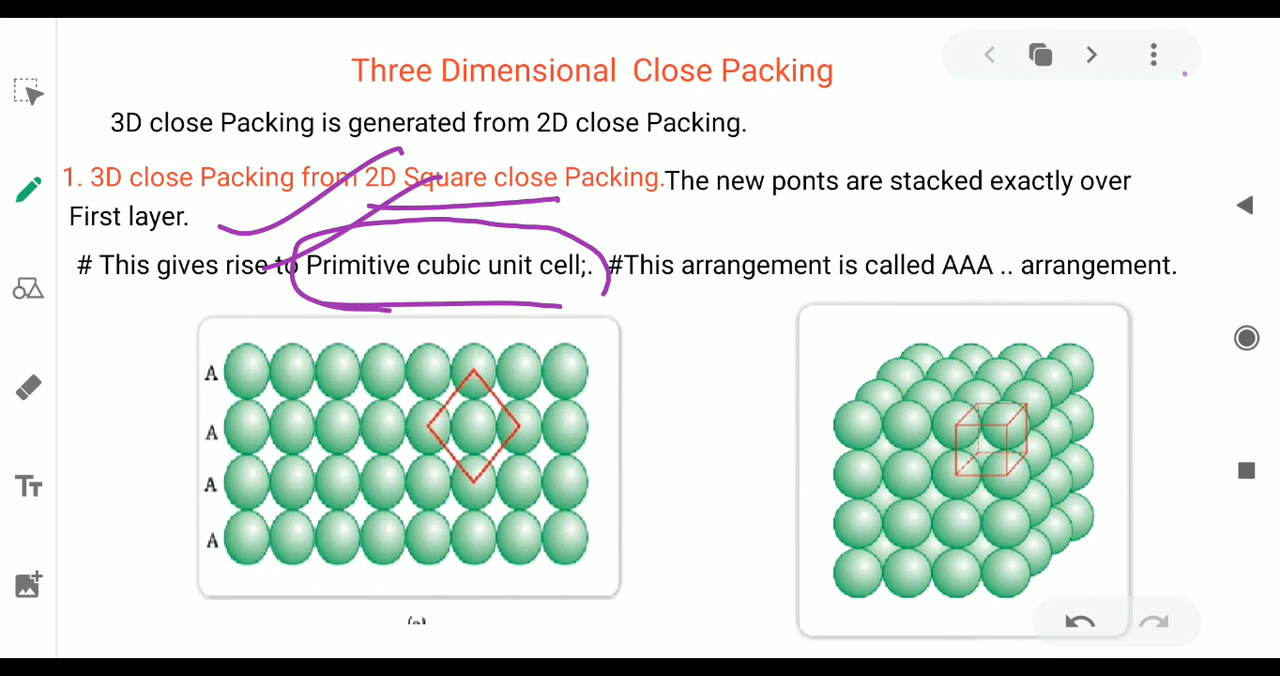 Three Dimensional Close Packing
3D close Packing is generated from 2D close Packing.
1. 3D close Packing from 2D Square close Packing.The new ponts are stacked exactly over
First layer.
# This gives rise to Primitive cubic unit cell;. #This arrangement is called AAA .. arrangement.
A
A
A
A
Tт